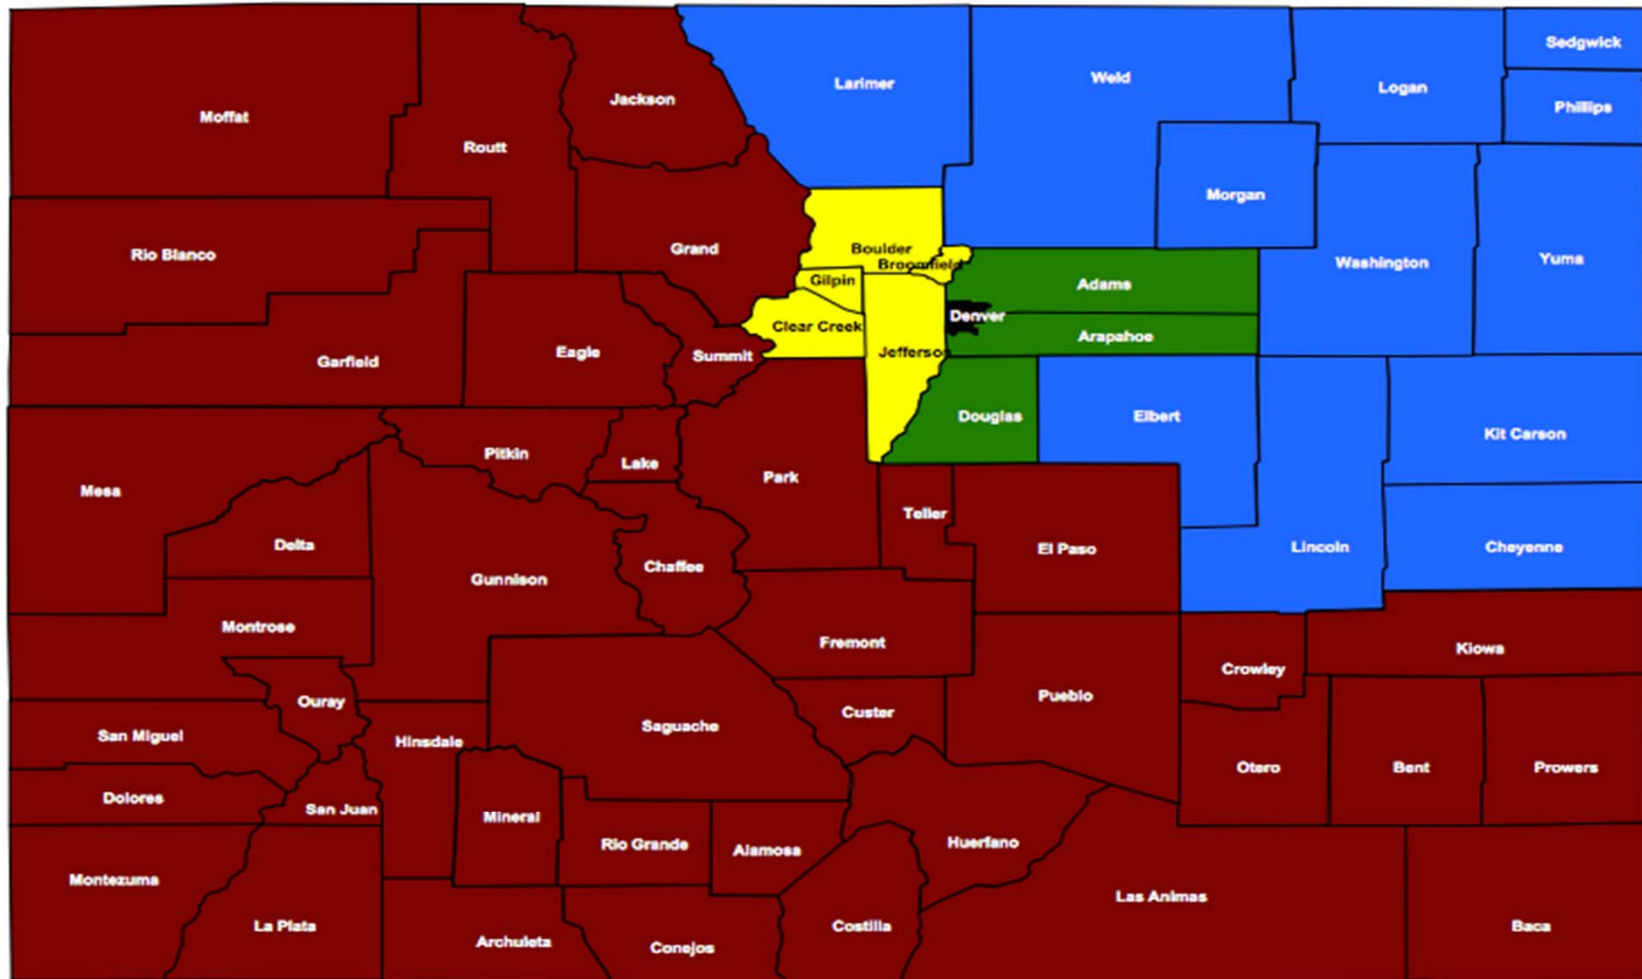 Sedgwick
Larimer
Weld
Logan
Jackson
Phillips
Moffat
Routt
Morgan
Rio Blanco
Grand
Boulder
Broomfield
Washington
Yuma
Gilpin
Adams
Denver
Clear Creek
Arapahoe
Jefferson
Eagle
Summit
Garfield
Douglas
Elbert
Kit Carson
Pitkin
Lake
Park
Mesa
Teller
Delta
El Paso
Lincoln
Cheyenne
Chaffee
Gunnison
Montrose
Fremont
Kiowa
Crowley
Ouray
Pueblo
Custer
Saguache
San Miguel
Hinsdale
Otero
Bent
Prowers
Dolores
San Juan
Mineral
Rio Grande
Alamosa
Huerfano
Montezuma
Las Animas
La Plata
Costilla
Baca
Archuleta
Conejos